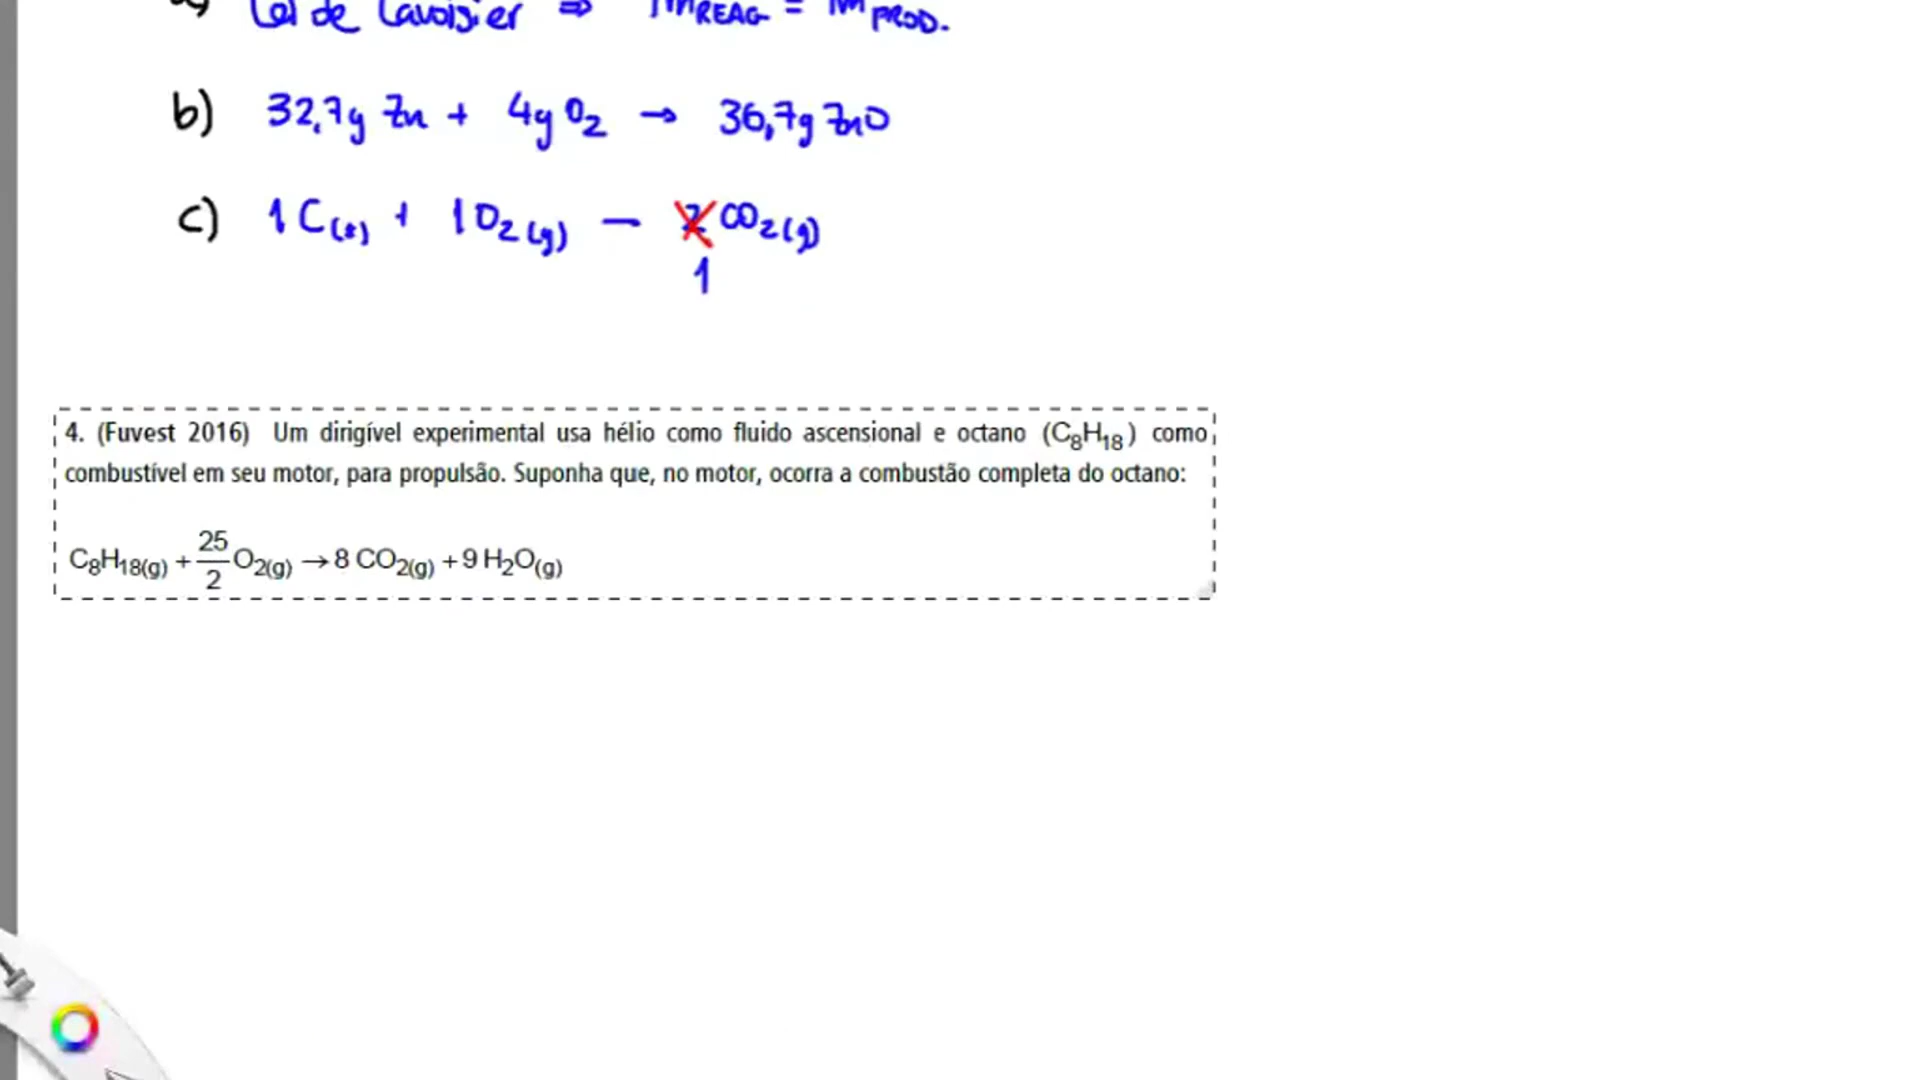 a) Lei de Lavoisier ⇒ mREAG = mPROD.
b) 32,7g Zn + 4g O2 → 36,7g ZnO
c) 1 C(s) + 1 O2(g) – 2 CO2(g)
1
4. (Fuvest 2016) Um dirigível experimental usa hélio como fluido ascensional e octano (C8H18) como
combustível em seu motor, para propulsão. Suponha que, no motor, ocorra a combustão completa do octano:
C8H18(g) + 25/2 O2(g) → 8 CO2(g) + 9 H2O(g)